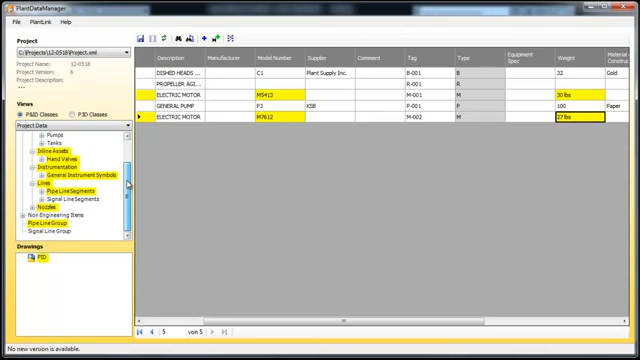 PlantDataManager
File PlantLink Help
Project
C:\Projects\12-0518\Project.xml
Project Name: 12-0518
Project Version: 6
Project Description:
---
Views
P&ID Classes P3D Classes
Project Data
Pumps
Tanks
Inline Assets
Hand Valves
Instrumentation
General Instrument Symbols
Lines
Pipe Line Segments
Signal Line Segments
Nozzles
Non Engineering Items
Pipe Line Group
Signal Line Group
Drawings
PID
Description Manufacturer Model Number Supplier Comment Tag Type Equipment Spec Weight Material of Constructi
DISHED HEADS ... C1 Plant Supply Inc. B-001 B 32 Gold
PROPELLER AGI... R-001 R
ELECTRIC MOTOR M5413 M-001 M 30 lbs
GENERAL PUMP P3 KSB P-001 P 100 Paper
ELECTRIC MOTOR M7612 M-002 M 27 lbs
5 von 5
No new version is available.